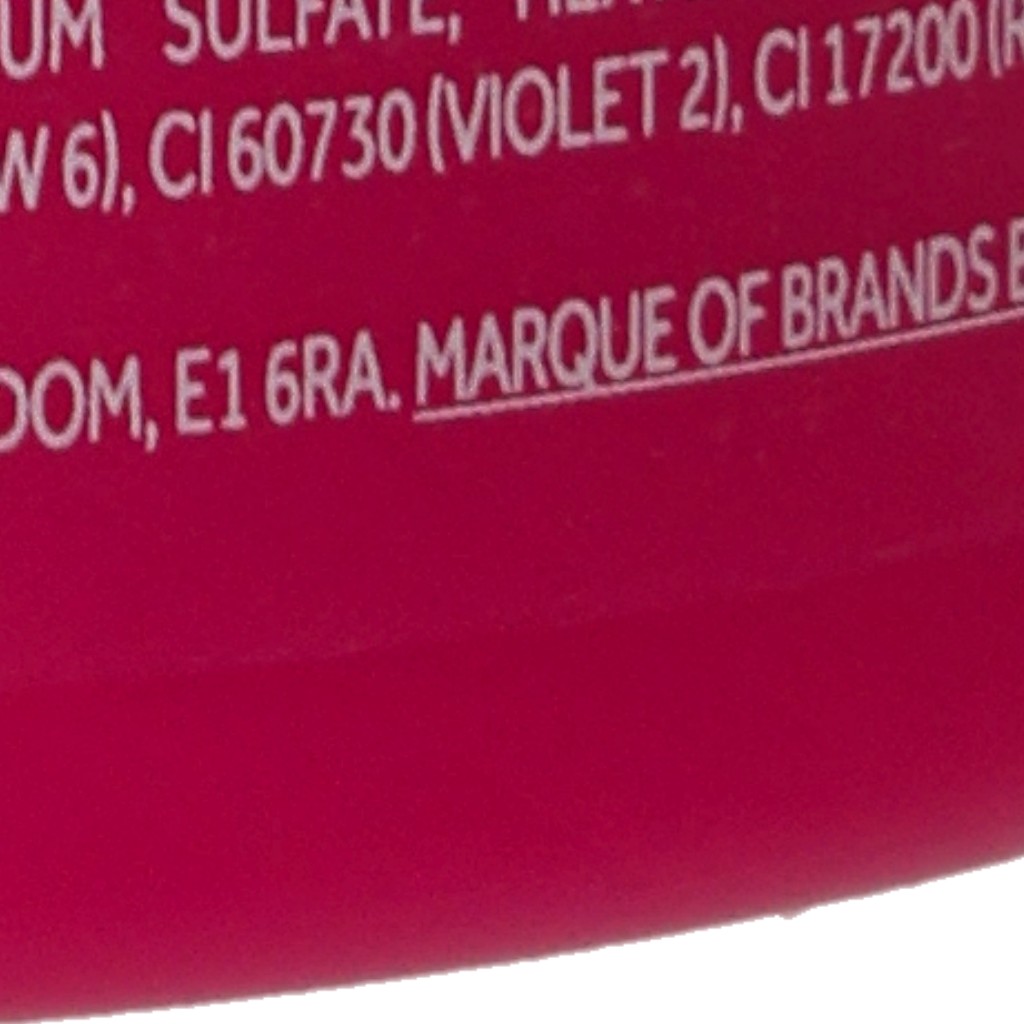 UM SULFATE,
W 6), CI 60730 (VIOLET 2), CI 17200 (R
DOM, E1 6RA. MARQUE OF BRANDS